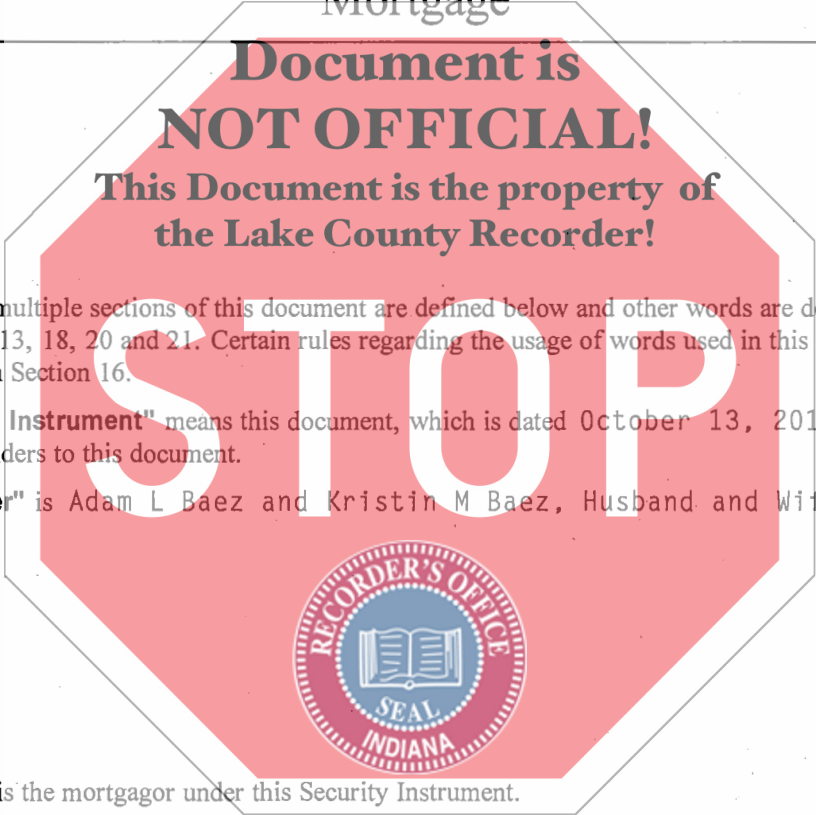 Mortgage
Document is
NOT OFFICIAL!
This Document is the property of
the Lake County Recorder!
multiple sections of this document are defined below and other words are d
13, 18, 20 and 21. Certain rules regarding the usage of words used in this
Section 16.
Instrument" means this document, which is dated October 13, 201
ders to this document.
er" is Adam L Baez and Kristin M Baez, Husband and Wif
STOP
RECORDER'S OFFICE
SEAL
INDIANA
is the mortgagor under this Security Instrument.